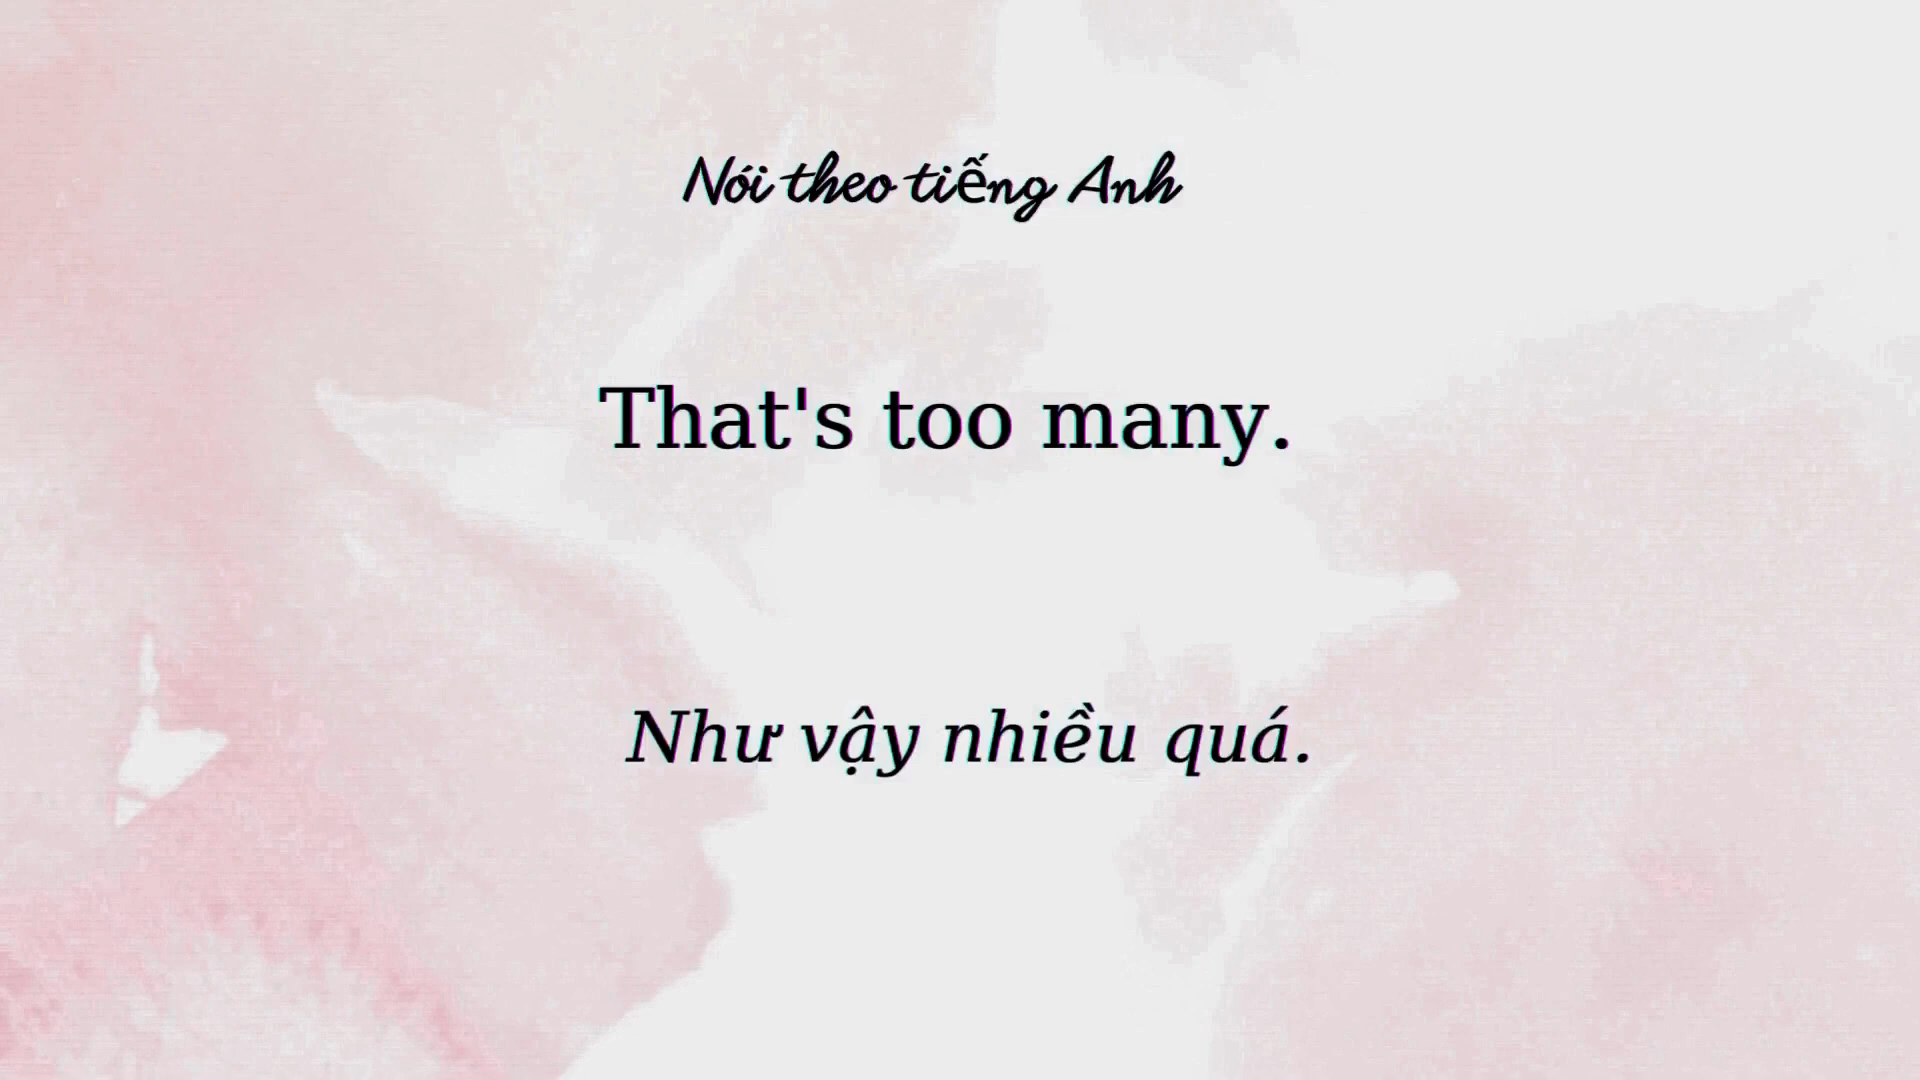 Nói theo tiếng Anh
That's too many.
Như vậy nhiều quá.